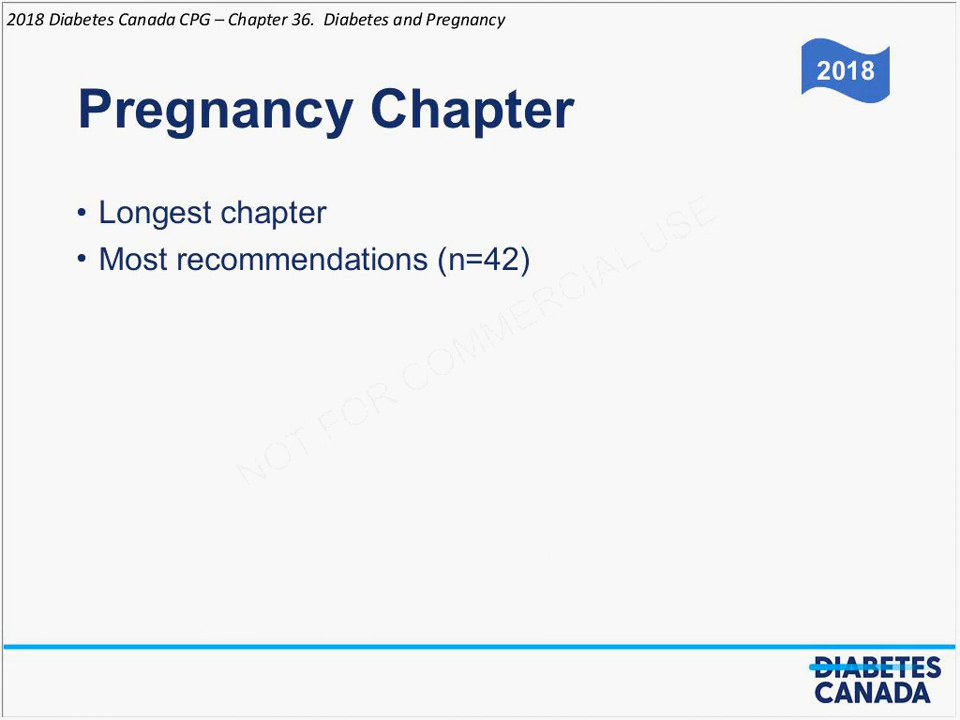 2018 Diabetes Canada CPG – Chapter 36.  Diabetes and Pregnancy
2018
Pregnancy Chapter
• Longest chapter
• Most recommendations (n=42)
NOT FOR COMMERCIAL USE
DIABETES
CANADA